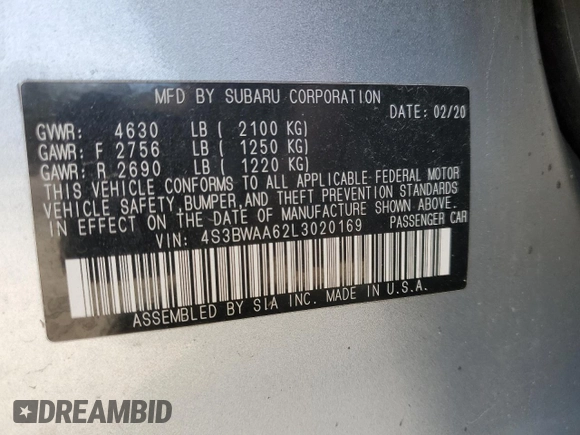 MFD BY SUBARU CORPORATION
DATE: 02/20
GVWR: 4630 LB ( 2100 KG)
GAWR: F 2756 LB ( 1250 KG)
GAWR: R 2690 LB ( 1220 KG)
THIS VEHICLE CONFORMS TO ALL APPLICABLE FEDERAL MOTOR
VEHICLE SAFETY, BUMPER, AND THEFT PREVENTION STANDARDS
IN EFFECT ON THE DATE OF MANUFACTURE SHOWN ABOVE.
VIN: 4S3BWAA62L3020169 PASSENGER CAR
ASSEMBLED BY SIA INC. MADE IN U.S.A.
DREAMBID